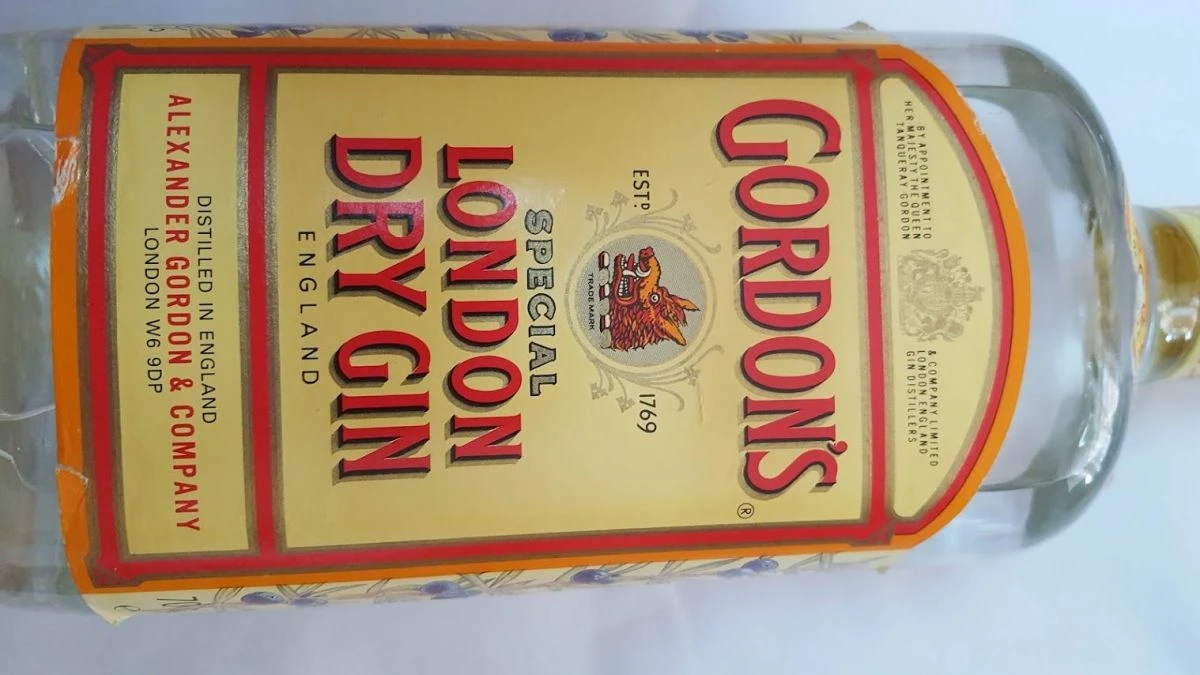 BY APPOINTMENT TO
HER MAJESTY THE QUEEN
TANQUERAY GORDON
& COMPANY LIMITED
LONDON ENGLAND
GIN DISTILLERS
GORDON'S®
ESTD 1769
TRADE MARK
SPECIAL
LONDON
DRY GIN
ENGLAND
DISTILLED IN ENGLAND
ALEXANDER GORDON & COMPANY
LONDON W6 9DP